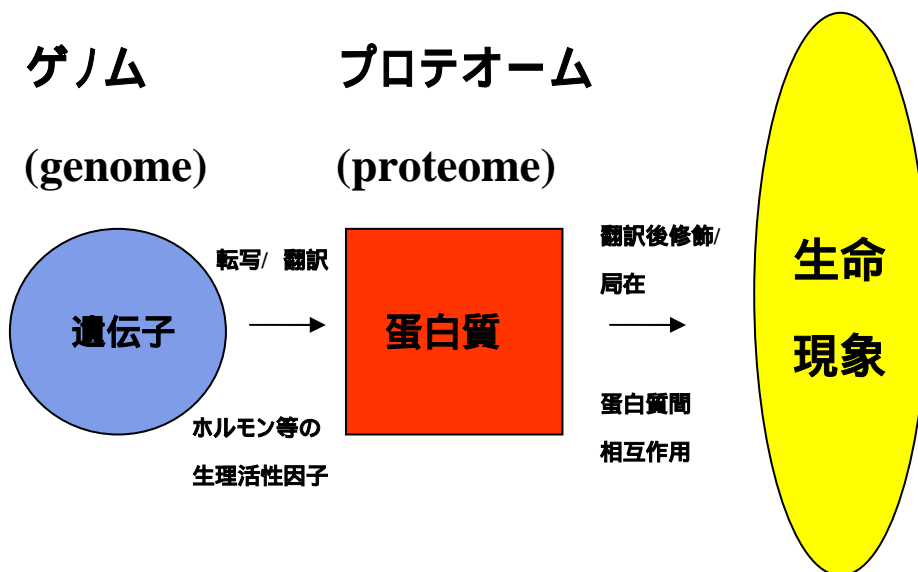 ゲノム
(genome)
プロテオーム
(proteome)
遺伝子
転写/ 翻訳
ホルモン等の
生理活性因子
蛋白質
翻訳後修飾/
局在
蛋白質間
相互作用
生命
現象